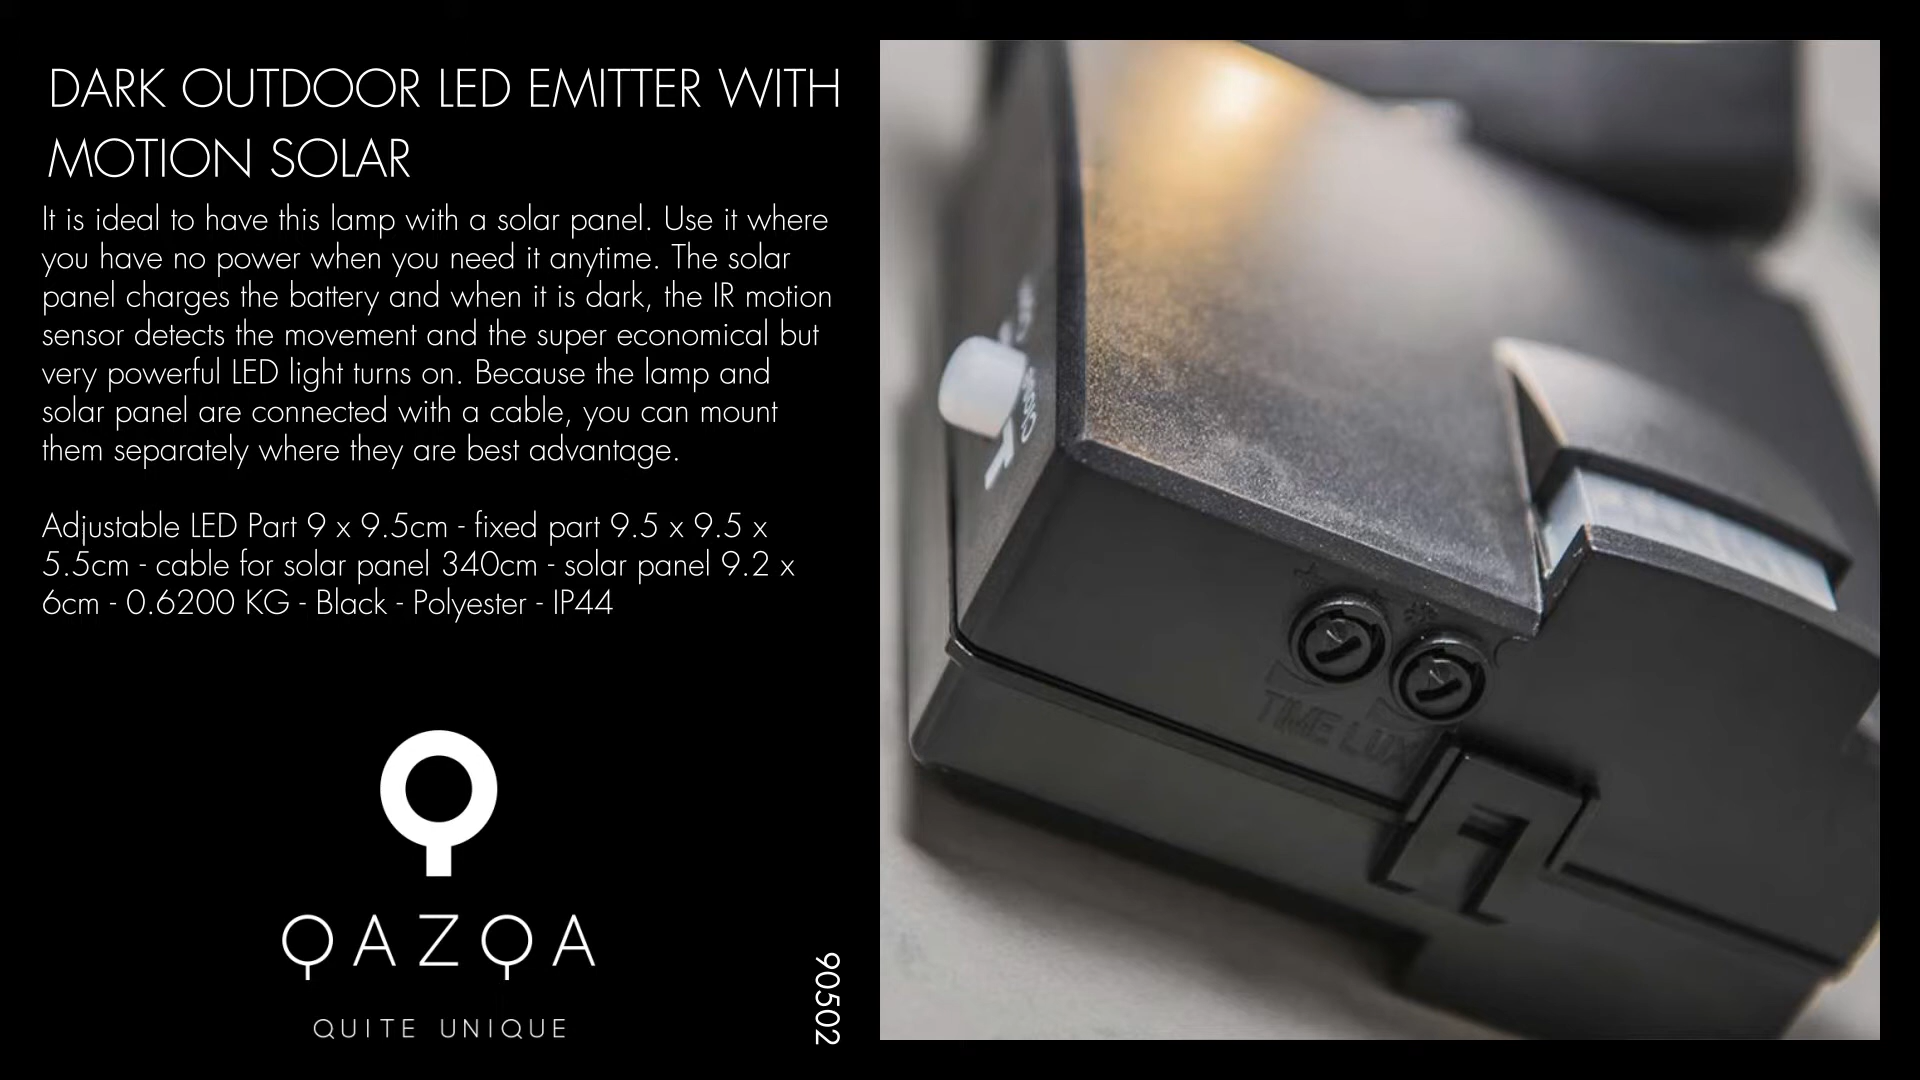 DARK OUTDOOR LED EMITTER WITH
MOTION SOLAR
It is ideal to have this lamp with a solar panel. Use it where
you have no power when you need it anytime. The solar
panel charges the battery and when it is dark, the IR motion
sensor detects the movement and the super economical but
very powerful LED light turns on. Because the lamp and
solar panel are connected with a cable, you can mount
them separately where they are best advantage.
Adjustable LED Part 9 x 9.5cm - fixed part 9.5 x 9.5 x
5.5cm - cable for solar panel 340cm - solar panel 9.2 x
6cm - 0.6200 KG - Black - Polyester - IP44
QAZQA
QUITE UNIQUE
90502
TIME LUX